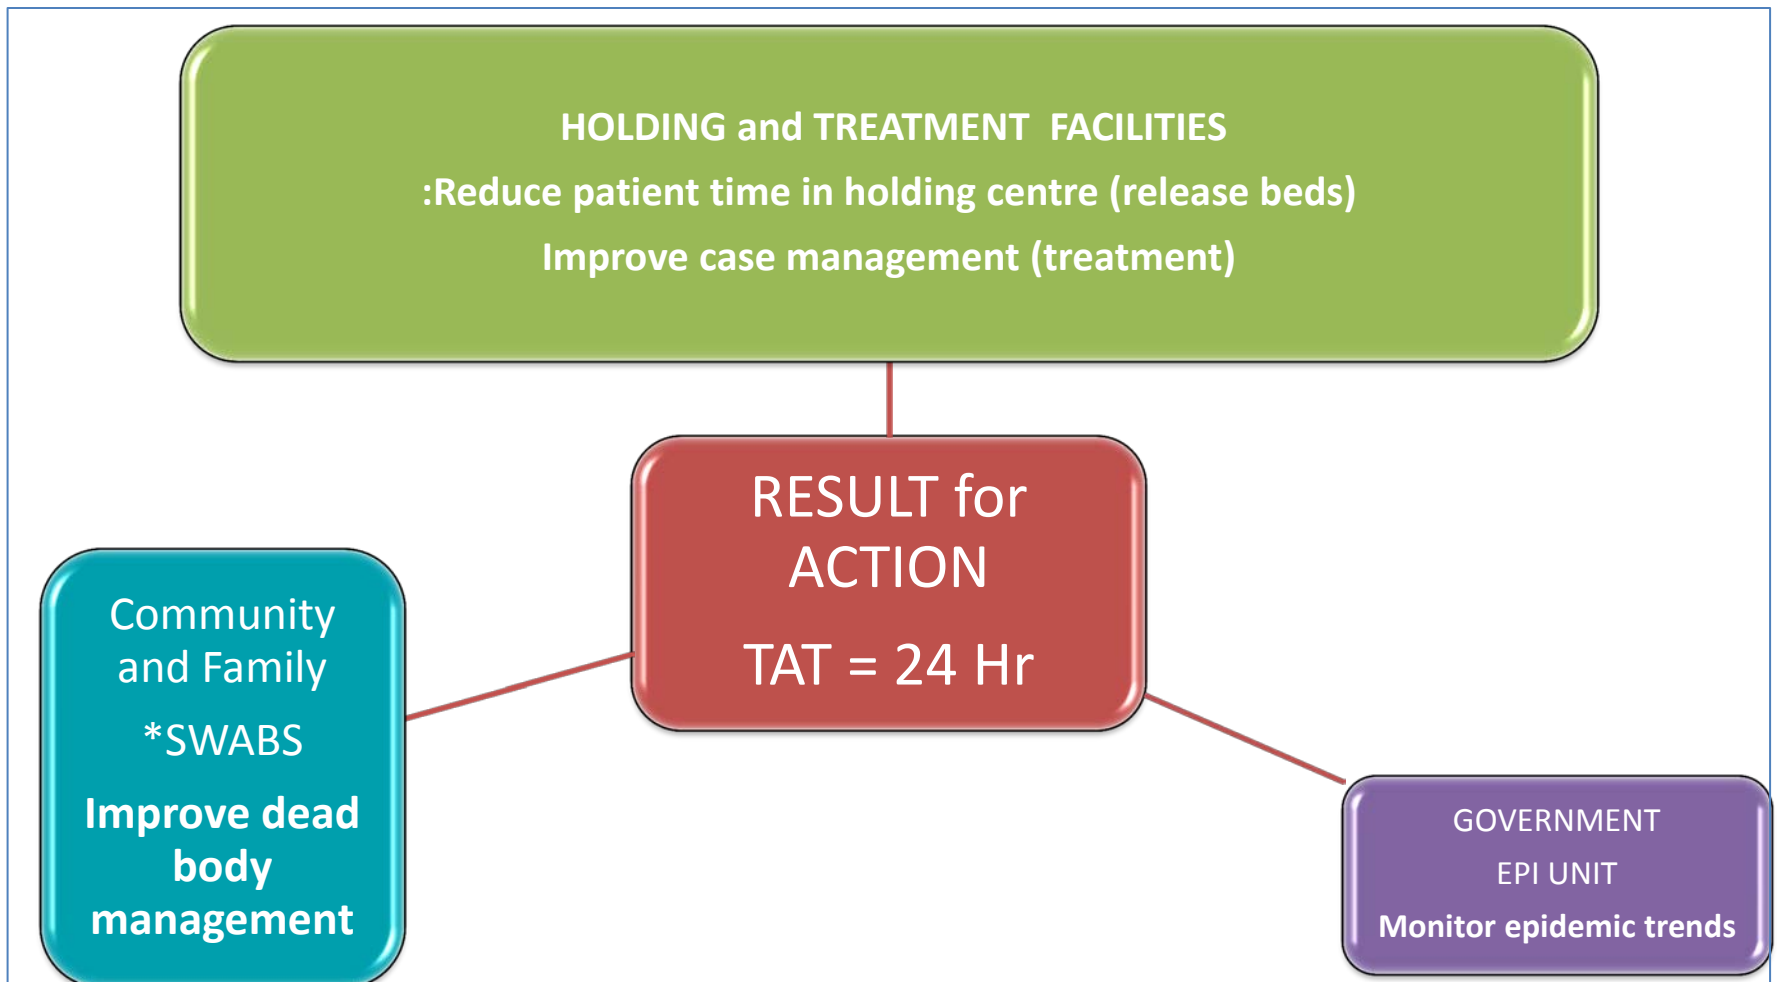 HOLDING and TREATMENT FACILITIES
:Reduce patient time in holding centre (release beds)
Improve case management (treatment)
RESULT for
ACTION
TAT = 24 Hr
Community
and Family
*SWABS
Improve dead
body
management
GOVERNMENT
EPI UNIT
Monitor epidemic trends